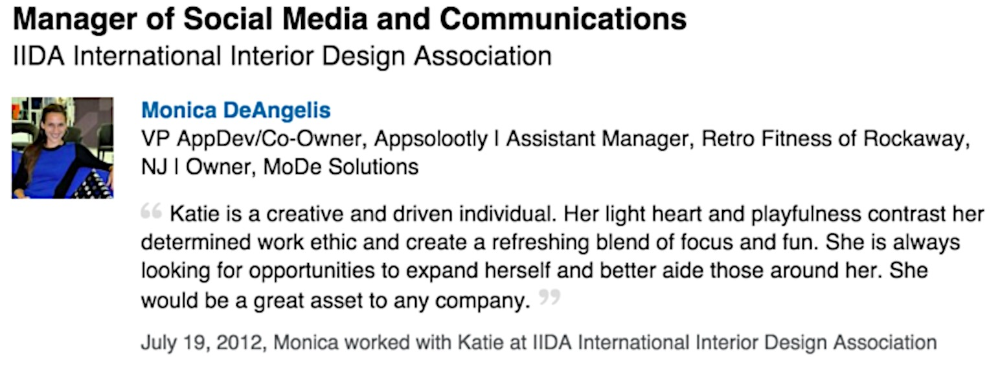 Manager of Social Media and Communications
IIDA International Interior Design Association
Monica DeAngelis
VP AppDev/Co-Owner, Appsolootly | Assistant Manager, Retro Fitness of Rockaway,
NJ | Owner, MoDe Solutions
“ Katie is a creative and driven individual. Her light heart and playfulness contrast her
determined work ethic and create a refreshing blend of focus and fun. She is always
looking for opportunities to expand herself and better aide those around her. She
would be a great asset to any company. ”
July 19, 2012, Monica worked with Katie at IIDA International Interior Design Association